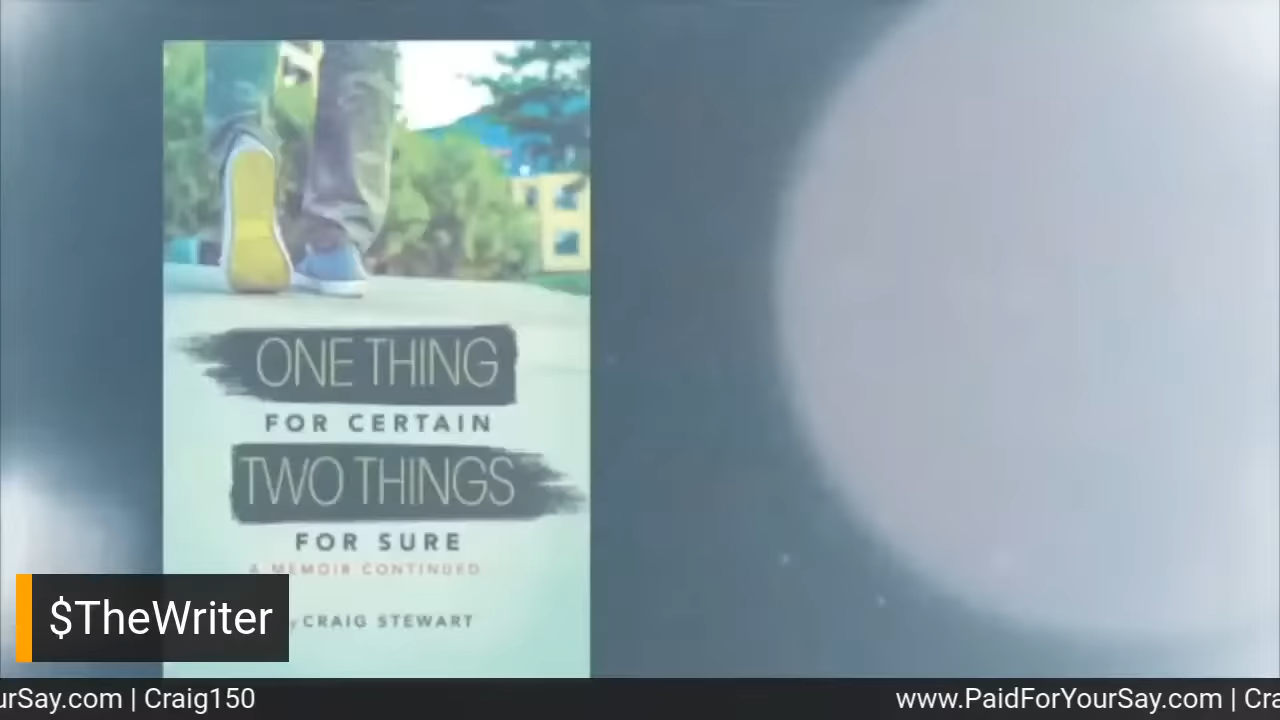 ONE THING
FOR CERTAIN
TWO THINGS
FOR SURE
A MEMOIR CONTINUED
y CRAIG STEWART
$TheWriter
urSay.com | Craig150
www.PaidForYourSay.com | Cra